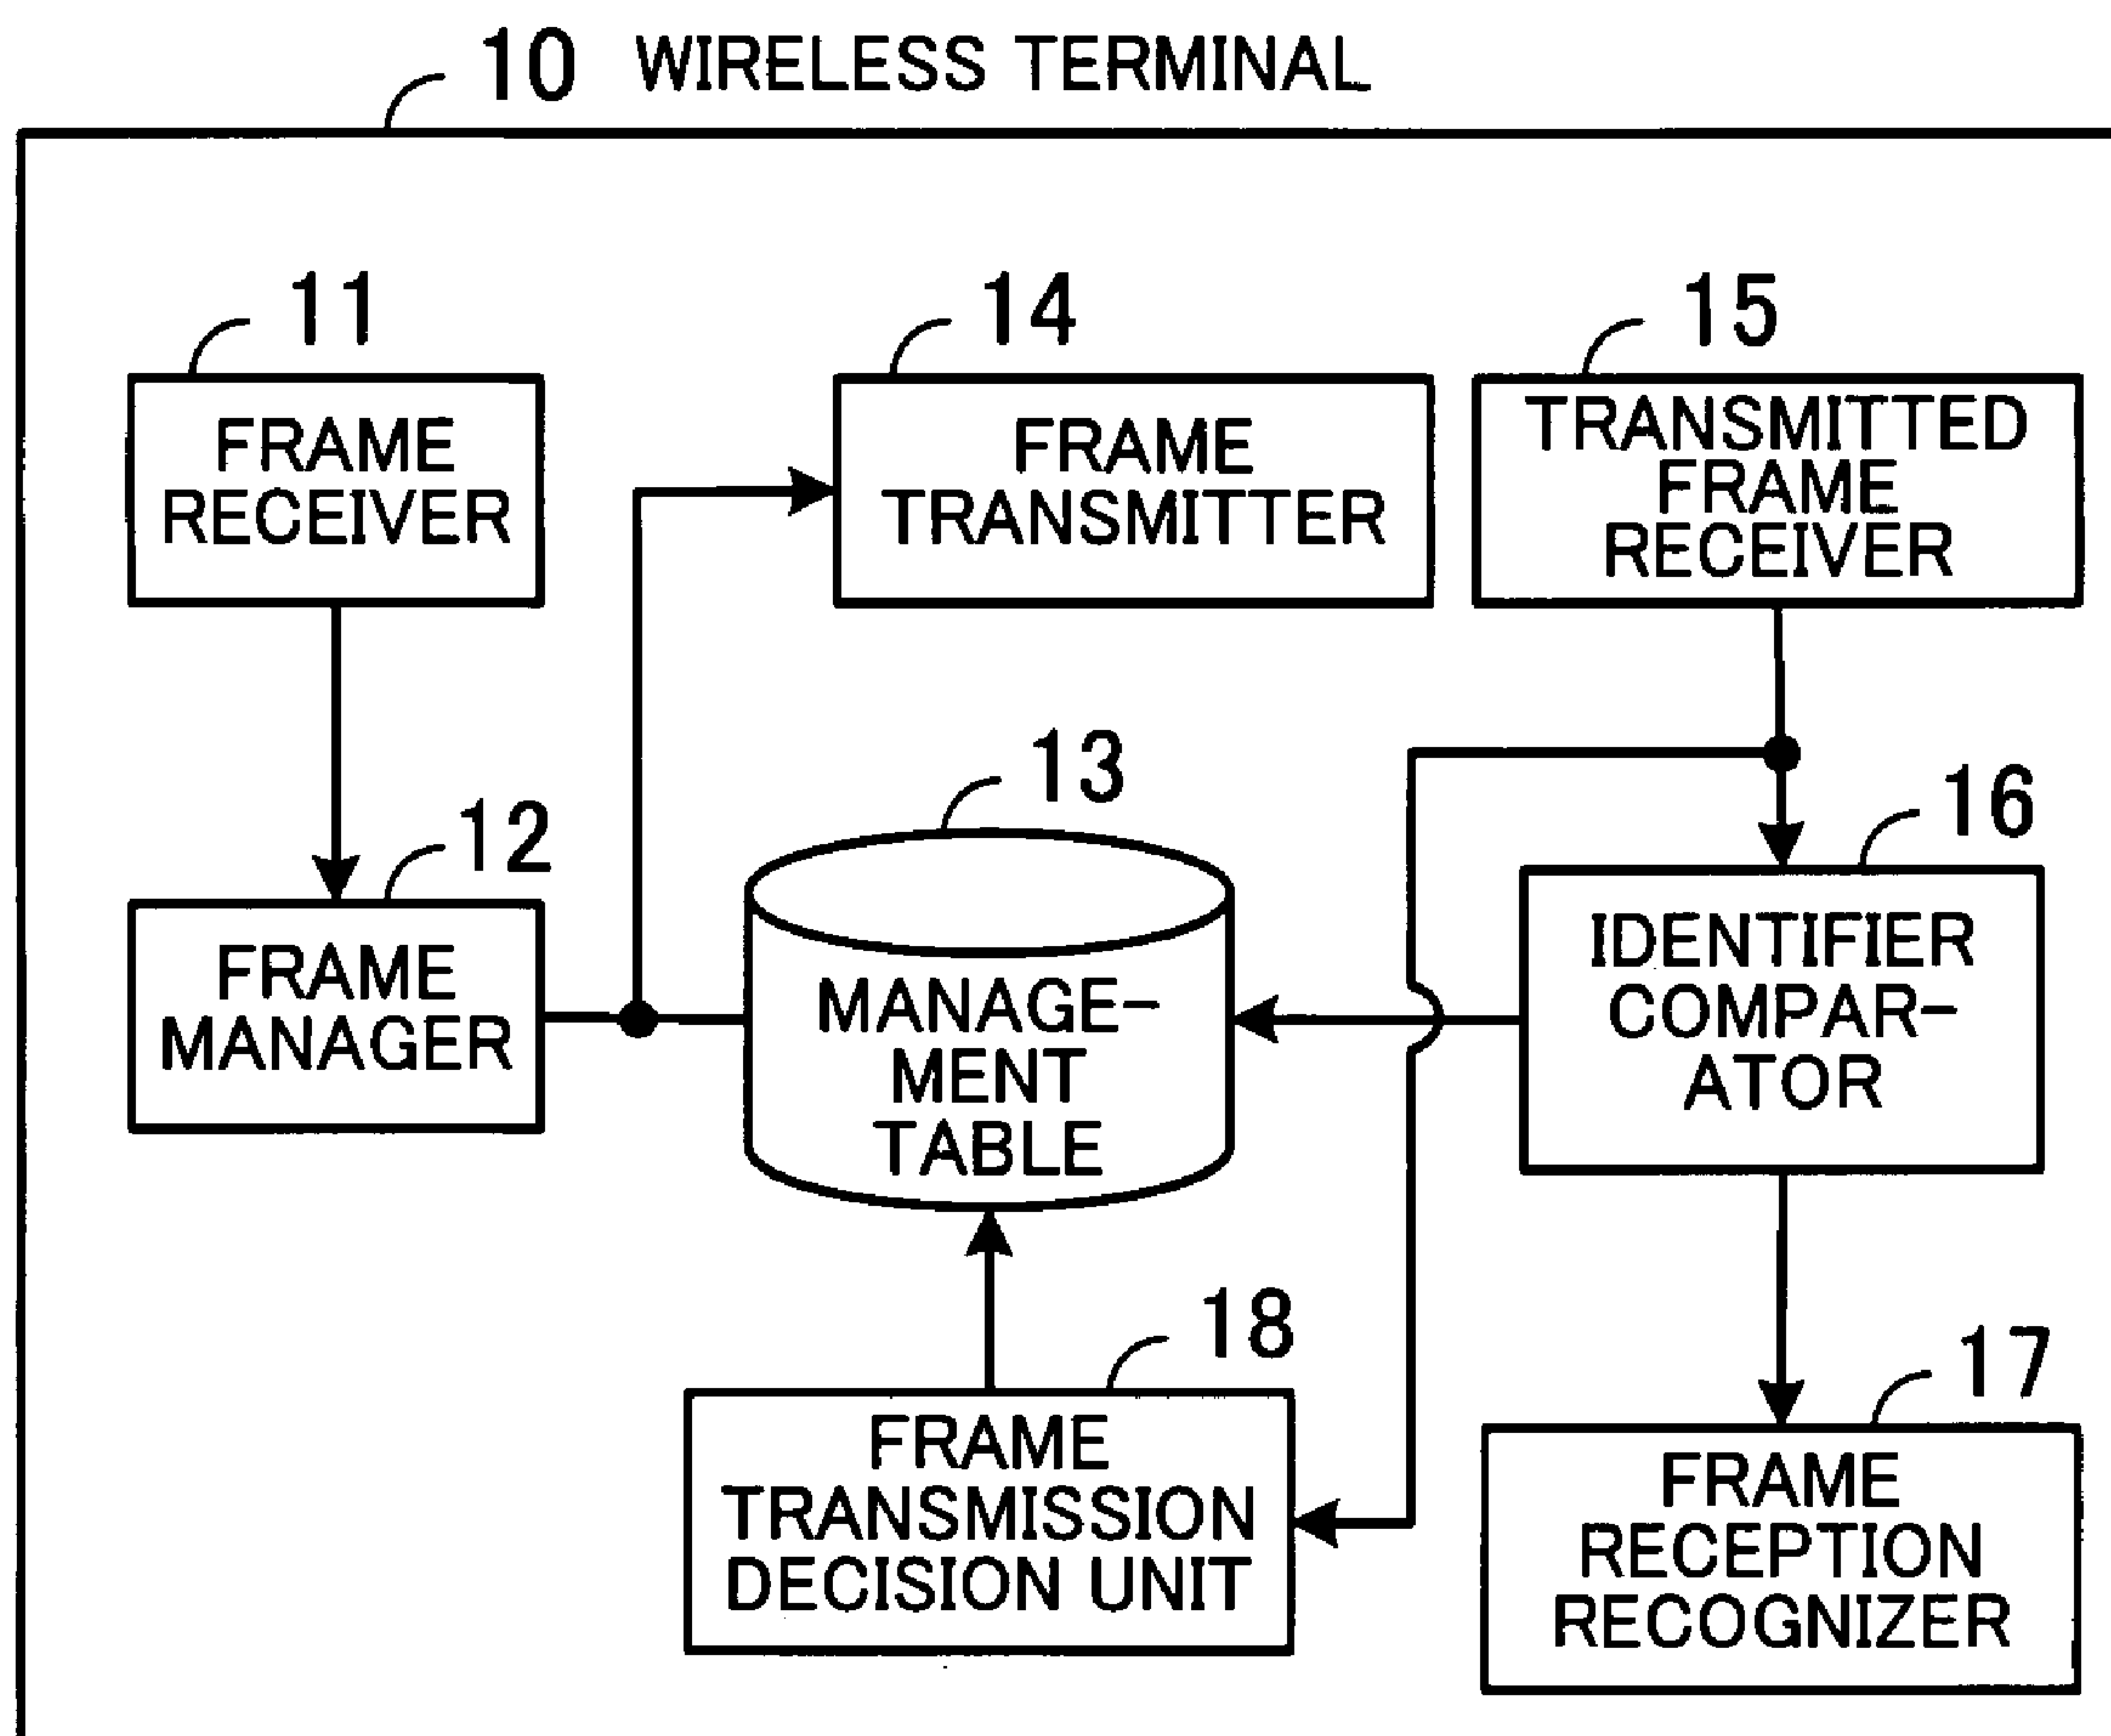 10 WIRELESS TERMINAL
11
FRAME
RECEIVER
14
FRAME
TRANSMITTER
15
TRANSMITTED
FRAME
RECEIVER
12
FRAME
MANAGER
13
MANAGE-
MENT
TABLE
16
IDENTIFIER
COMPAR-
ATOR
18
FRAME
TRANSMISSION
DECISION UNIT
17
FRAME
RECEPTION
RECOGNIZER